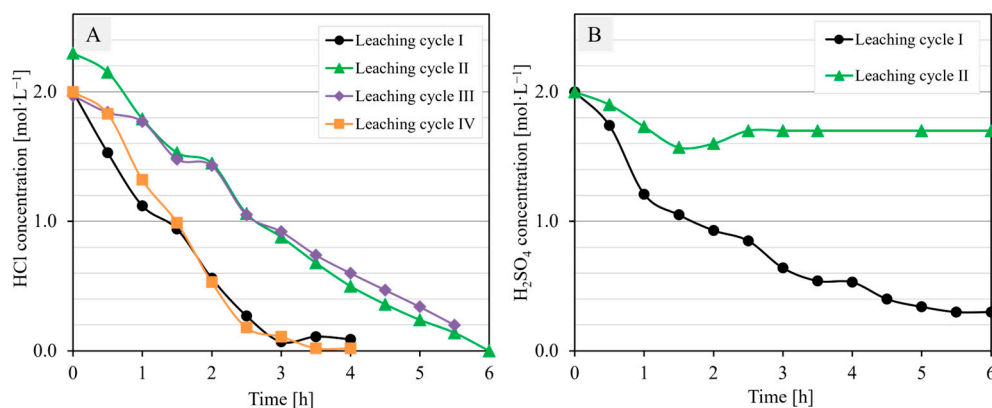 A
Leaching cycle I
Leaching cycle II
Leaching cycle III
Leaching cycle IV
HCl concentration [mol·L⁻¹]
2.0
1.0
0.0
0 1 2 3 4 5 6
Time [h]
B
Leaching cycle I
Leaching cycle II
H₂SO₄ concentration [mol·L⁻¹]
2.0
1.0
0.0
0 1 2 3 4 5 6
Time [h]